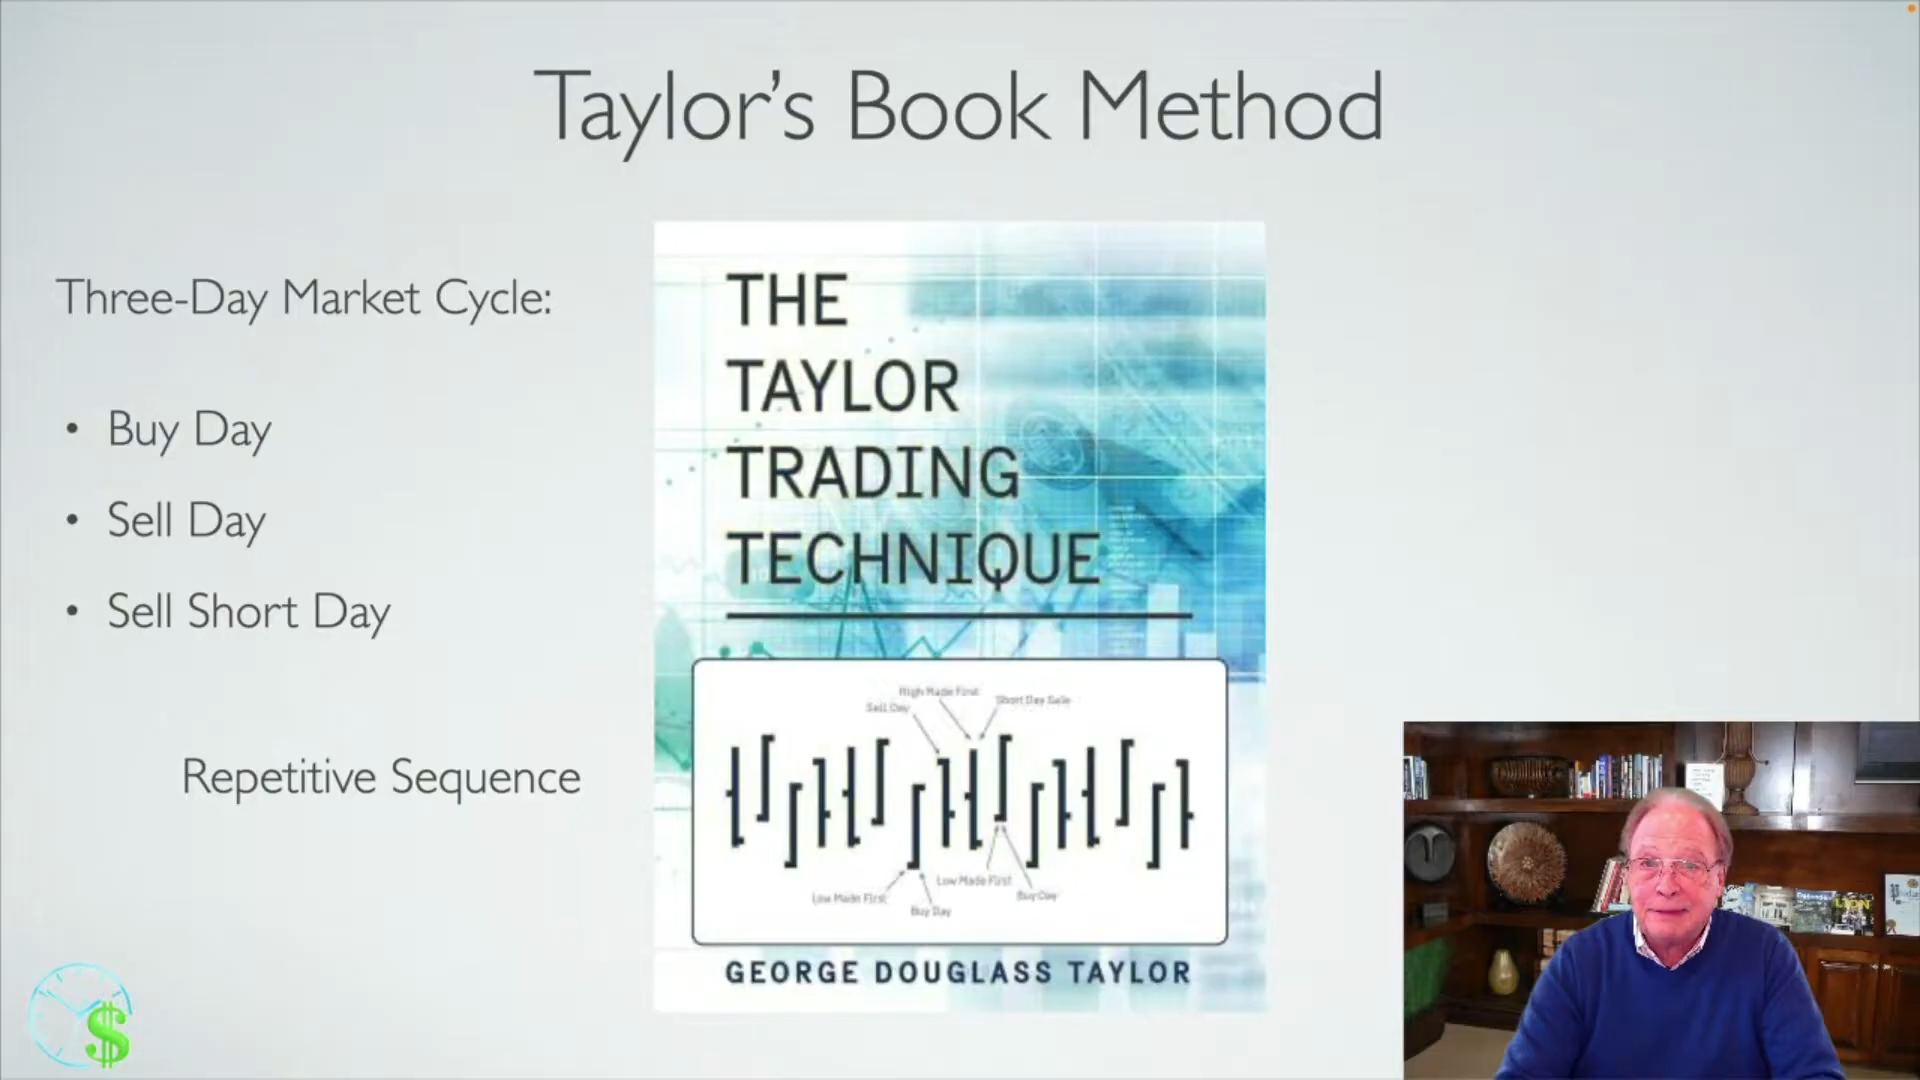 Taylor's Book Method
Three-Day Market Cycle:
• Buy Day
• Sell Day
• Sell Short Day
Repetitive Sequence
THE
TAYLOR
TRADING
TECHNIQUE
High Made First
Sell Day
Short Day Sale
Low Made First
Low Made First
Buy Day
Buy Day
GEORGE DOUGLASS TAYLOR
$
LION